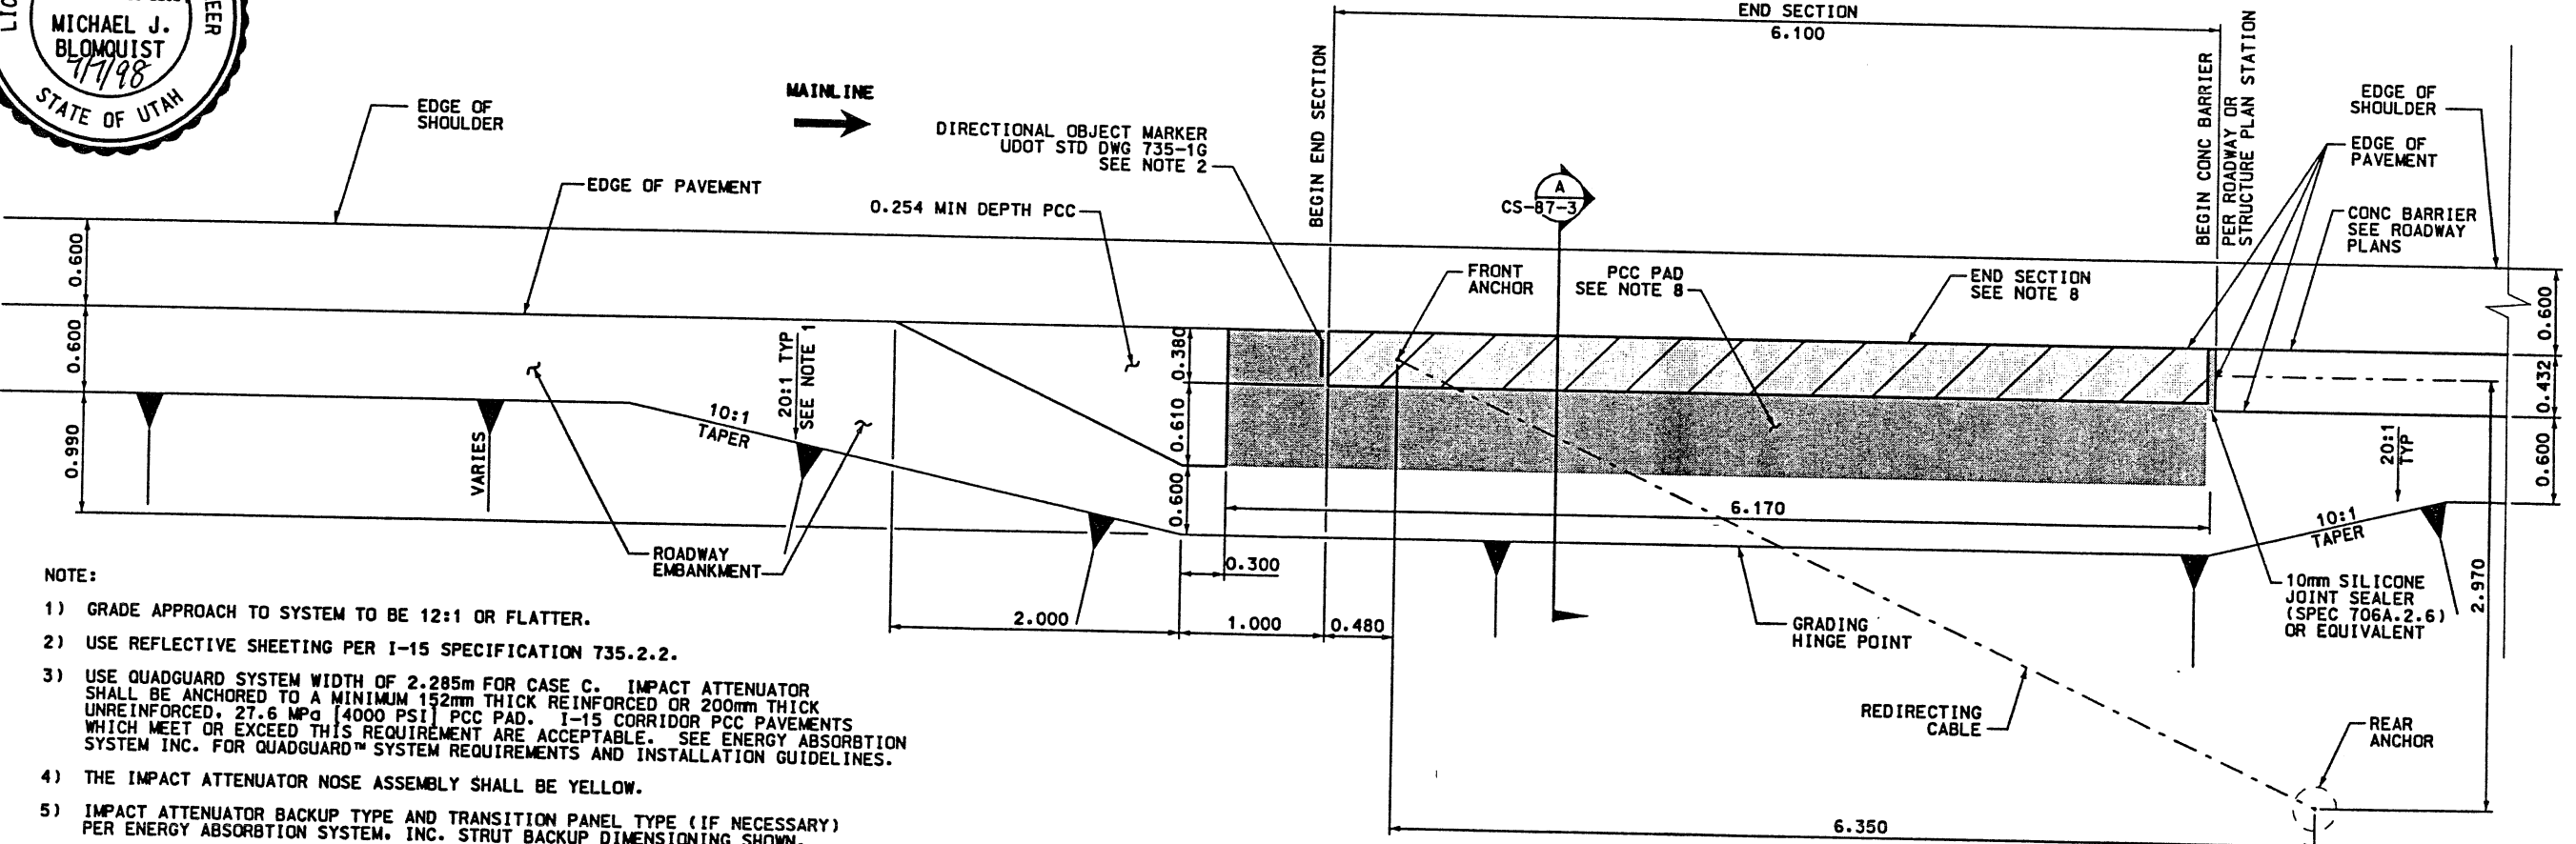 MICHAEL J.
BLOMQUIST
7/7/98
STATE OF UTAH
EDGE OF
SHOULDER
MAINLINE
EDGE OF PAVEMENT
DIRECTIONAL OBJECT MARKER
UDOT STD DWG 735-1G
SEE NOTE 2
0.254 MIN DEPTH PCC
BEGIN END SECTION
END SECTION
6.100
BEGIN CONC BARRIER
PER ROADWAY OR
STRUCTURE PLAN STATION
EDGE OF
SHOULDER
EDGE OF
PAVEMENT
CONC BARRIER
SEE ROADWAY
PLANS
A
CS-87-3
FRONT
ANCHOR
PCC PAD
SEE NOTE 8
END SECTION
SEE NOTE 8
0.600
0.600
0.990
VARIES
10:1
TAPER
20:1 TYP
SEE NOTE 1
0.380
0.610
0.600
0.600
0.432
0.600
20:1
TYP
10:1
TAPER
2.970
6.170
0.300
2.000
1.000
0.480
ROADWAY
EMBANKMENT
GRADING
HINGE POINT
10mm SILICONE
JOINT SEALER
(SPEC 706A.2.6)
OR EQUIVALENT
REDIRECTING
CABLE
REAR
ANCHOR
6.350
NOTE:
1) GRADE APPROACH TO SYSTEM TO BE 12:1 OR FLATTER.
2) USE REFLECTIVE SHEETING PER I-15 SPECIFICATION 735.2.2.
3) USE QUADGUARD SYSTEM WIDTH OF 2.285m FOR CASE C. IMPACT ATTENUATOR
SHALL BE ANCHORED TO A MINIMUM 152mm THICK REINFORCED OR 200mm THICK
UNREINFORCED, 27.6 MPa [4000 PSI] PCC PAD. I-15 CORRIDOR PCC PAVEMENTS
WHICH MEET OR EXCEED THIS REQUIREMENT ARE ACCEPTABLE. SEE ENERGY ABSORBTION
SYSTEM INC. FOR QUADGUARD™ SYSTEM REQUIREMENTS AND INSTALLATION GUIDELINES.
4) THE IMPACT ATTENUATOR NOSE ASSEMBLY SHALL BE YELLOW.
5) IMPACT ATTENUATOR BACKUP TYPE AND TRANSITION PANEL TYPE (IF NECESSARY)
PER ENERGY ABSORBTION SYSTEM, INC. STRUT BACKUP DIMENSIONING SHOWN.